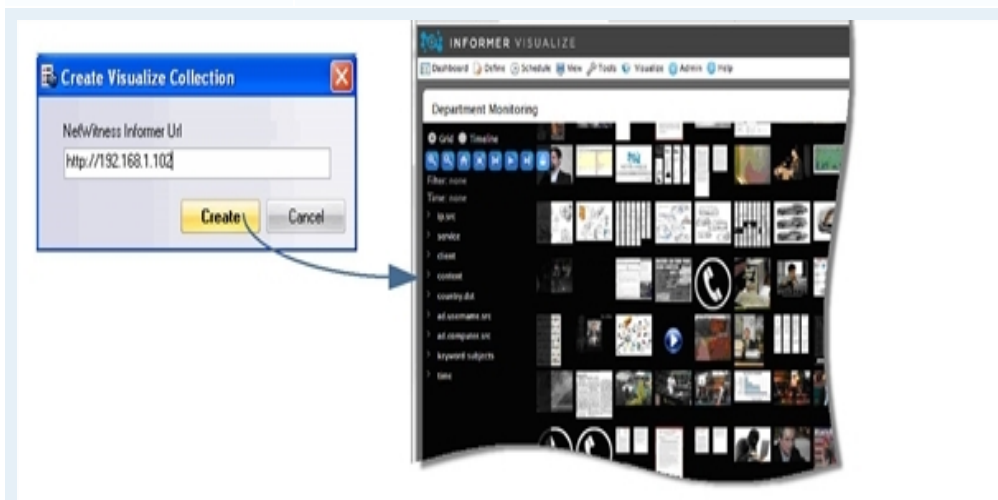 Create Visualize Collection
NetWitness Informer Url
http://192.168.1.102
Create
Cancel
INFORMER VISUALIZE
Dashboard Define Schedule View Tools Visualize Admin Help
Department Monitoring
Grid Timeline
Filter: none
Time: none
ip.src
service
client
content
country.dst
ad.username.src
ad.computer.src
keyword subjects
time